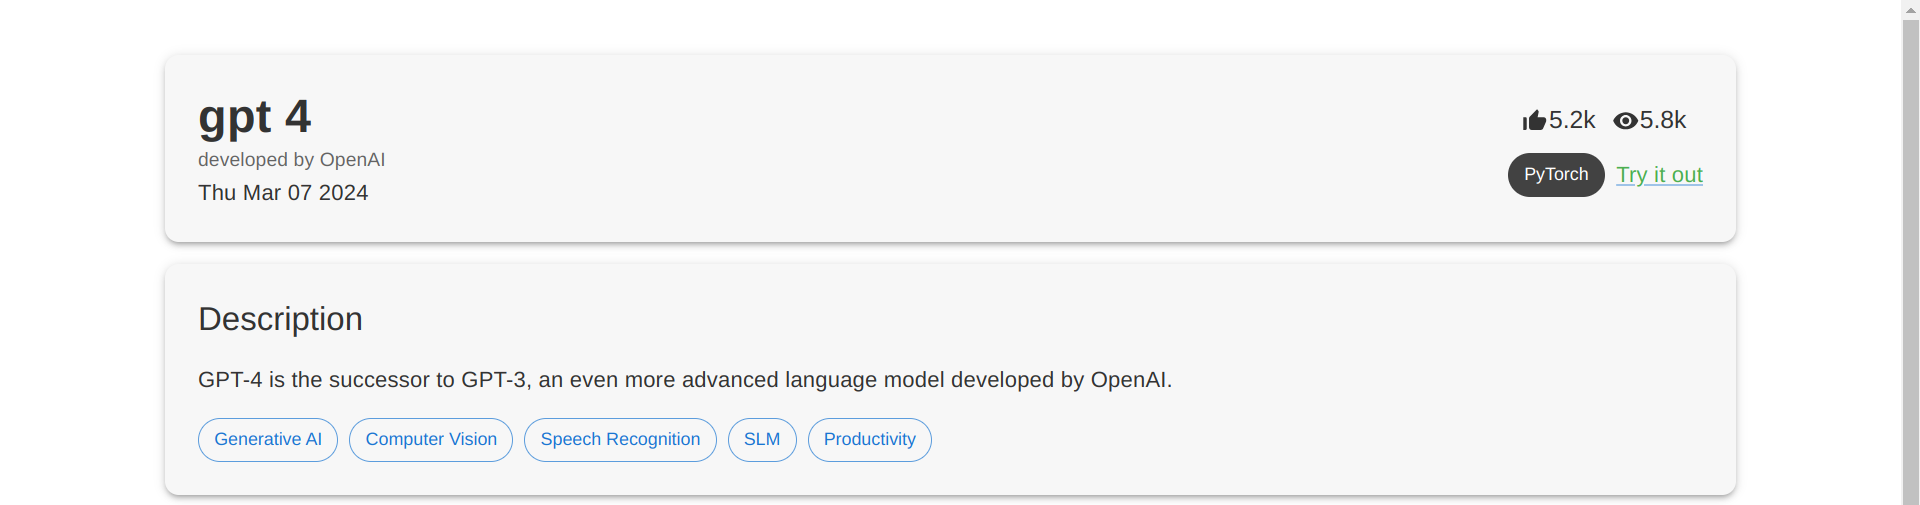 gpt 4
developed by OpenAI
Thu Mar 07 2024
5.2k 5.8k
PyTorch Try it out
Description
GPT-4 is the successor to GPT-3, an even more advanced language model developed by OpenAI.
Generative AI Computer Vision Speech Recognition SLM Productivity